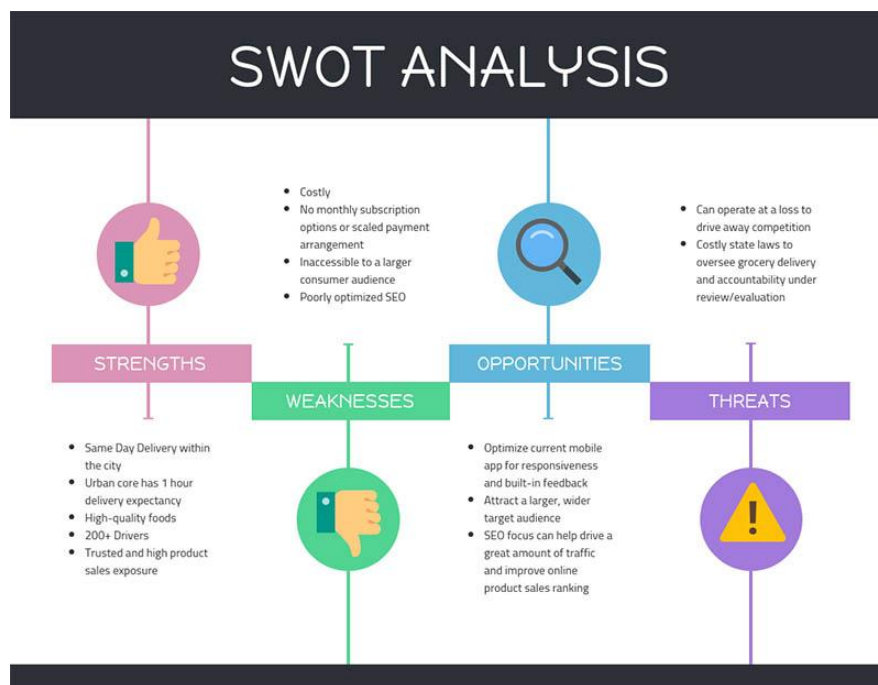 SWOT ANALYSIS
STRENGTHS
• Same Day Delivery within
the city
• Urban core has 1 hour
delivery expectancy
• High-quality foods
• 200+ Drivers
• Trusted and high product
sales exposure
• Costly
• No monthly subscription
options or scaled payment
arrangement
• Inaccessible to a larger
consumer audience
• Poorly optimized SEO
WEAKNESSES
OPPORTUNITIES
• Optimize current mobile
app for responsiveness
and built-in feedback
• Attract a larger, wider
target audience
• SEO focus can help drive a
great amount of traffic
and improve online
product sales ranking
• Can operate at a loss to
drive away competition
• Costly state laws to
oversee grocery delivery
and accountability under
review/evaluation
THREATS